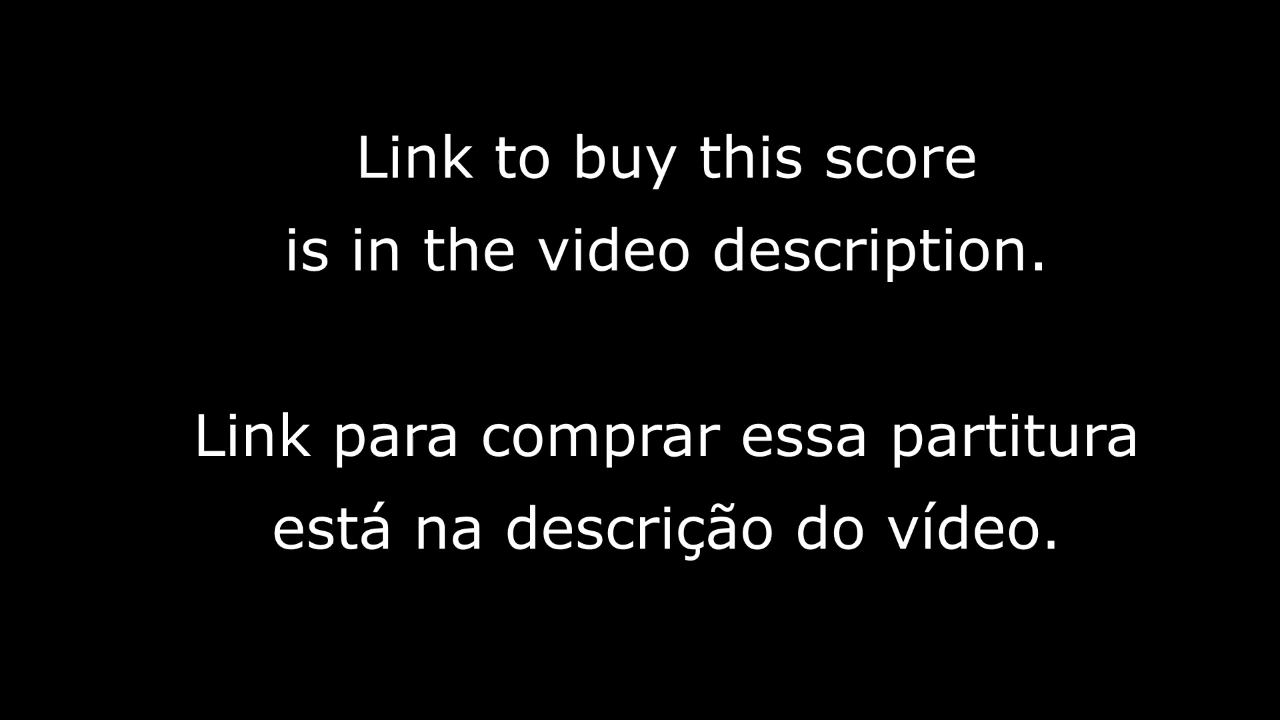 Link to buy this score
is in the video description.
Link para comprar essa partitura
está na descrição do vídeo.